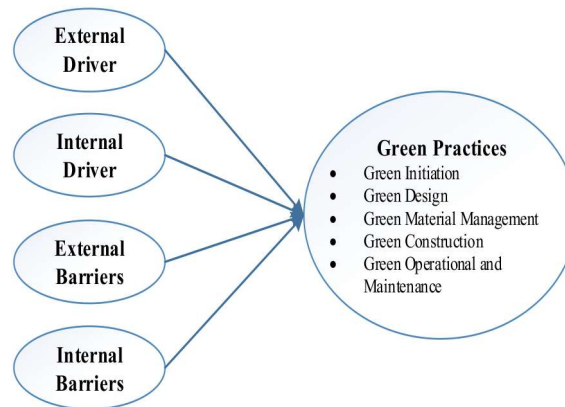 External
Driver
Internal
Driver
External
Barriers
Internal
Barriers
Green Practices
• Green Initiation
• Green Design
• Green Material Management
• Green Construction
• Green Operational and
Maintenance